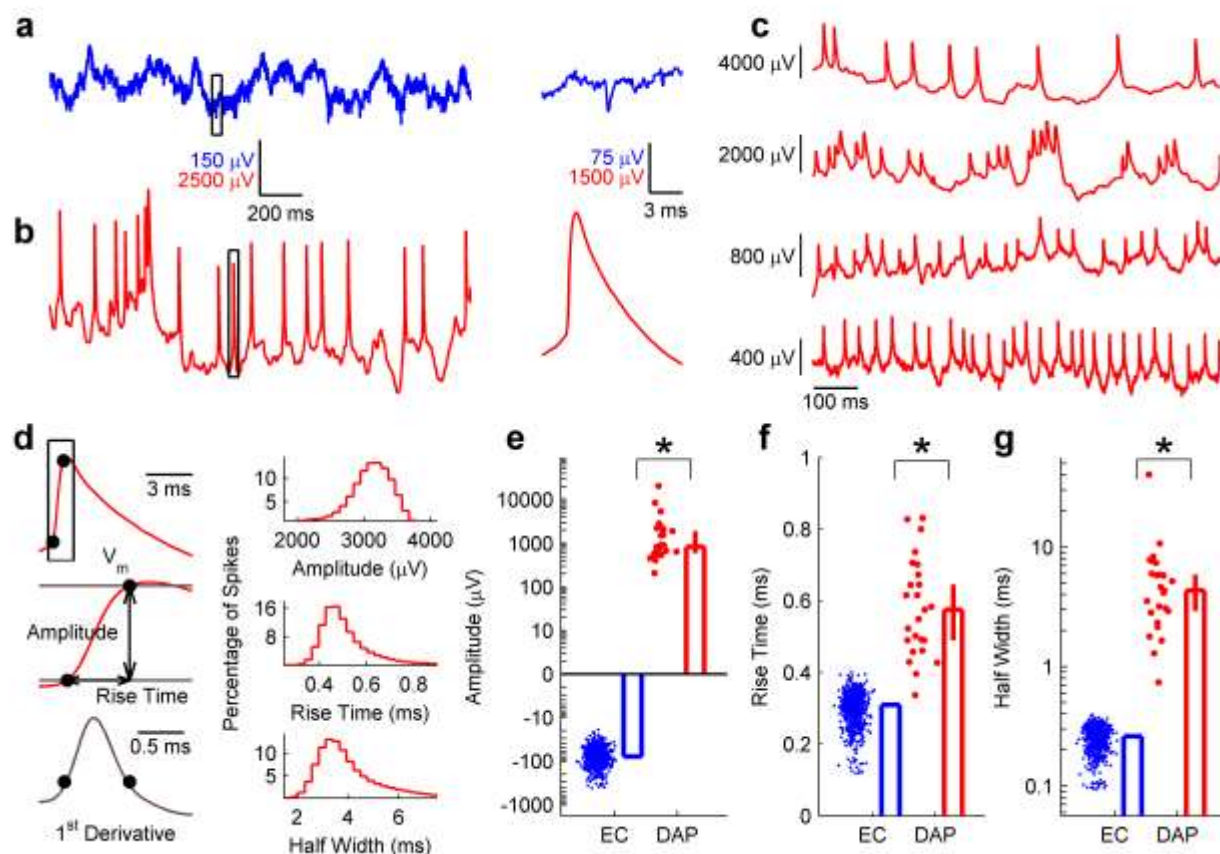 a
150 µV
2500 µV
200 ms
75 µV
1500 µV
3 ms
b
c
4000 µV
2000 µV
800 µV
400 µV
100 ms
d
3 ms
Vm
Amplitude
Rise Time
0.5 ms
1st Derivative
Percentage of Spikes
10
5
2000 3000 4000
Amplitude (µV)
16
8
0.4 0.6 0.8
Rise Time (ms)
10
5
2 4 6
Half Width (ms)
e
*
Amplitude (µV)
10000
1000
100
10
0
-10
-100
-1000
EC DAP
f
*
Rise Time (ms)
1
0.8
0.6
0.4
0.2
0
EC DAP
g
*
Half Width (ms)
10
1
0.1
EC DAP